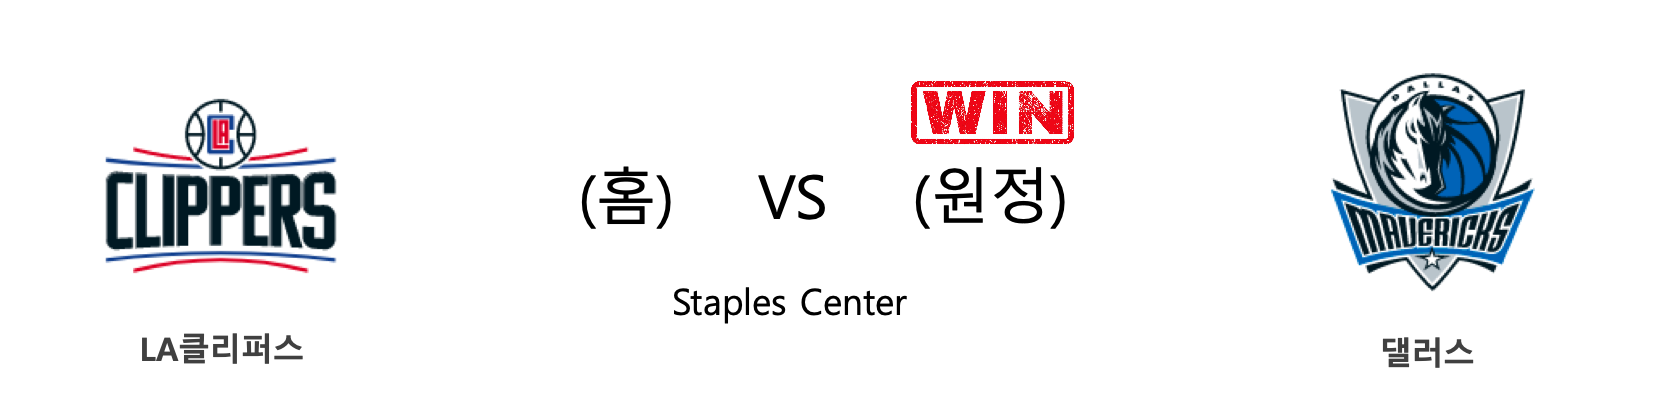 WIN
(홈) VS (원정)
Staples Center
LA
CLIPPERS
LA클리퍼스
DALLAS
MAVERICKS
댈러스